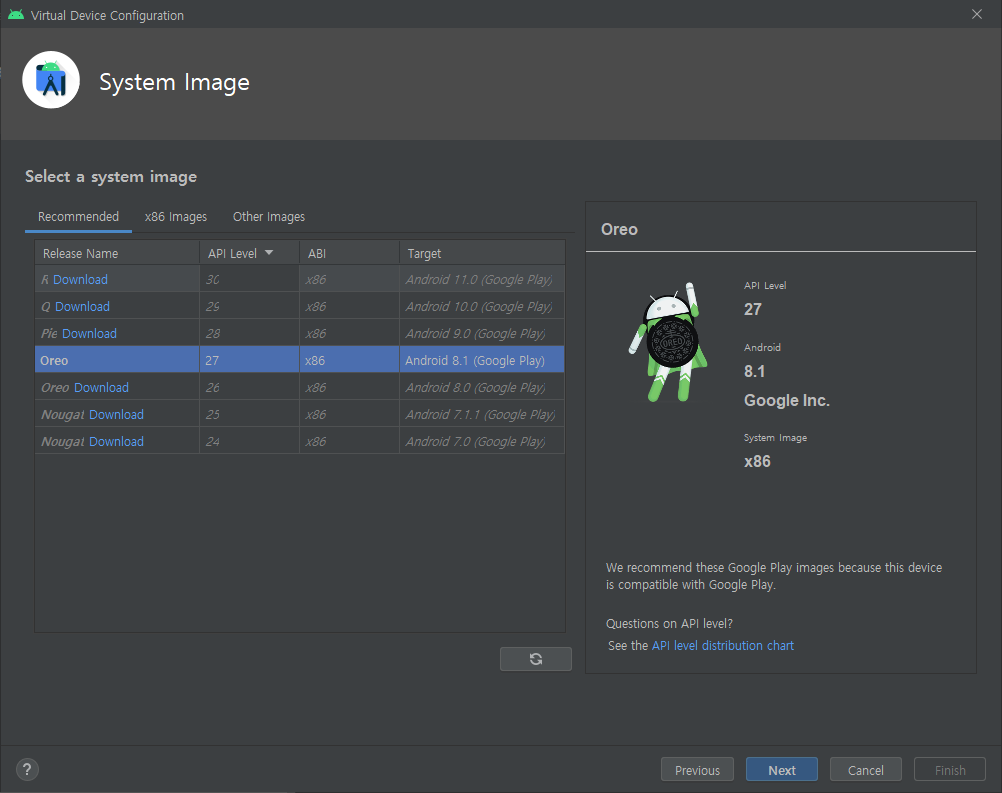 Virtual Device Configuration
System Image
Select a system image
Recommended x86 Images Other Images
Release Name API Level ABI Target
R Download 30 x86 Android 11.0 (Google Play)
Q Download 29 x86 Android 10.0 (Google Play)
Pie Download 28 x86 Android 9.0 (Google Play)
Oreo 27 x86 Android 8.1 (Google Play)
Oreo Download 26 x86 Android 8.0 (Google Play)
Nougat Download 25 x86 Android 7.1.1 (Google Play)
Nougat Download 24 x86 Android 7.0 (Google Play)
Oreo
OREO
API Level
27
Android
8.1
Google Inc.
System Image
x86
We recommend these Google Play images because this device
is compatible with Google Play.
Questions on API level?
See the API level distribution chart
? Previous Next Cancel Finish